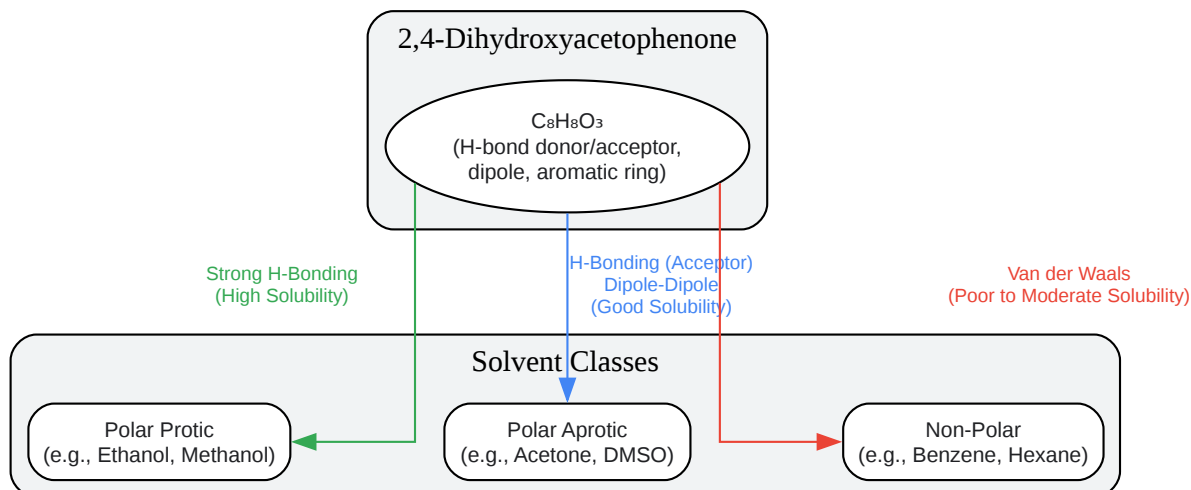 2,4-Dihydroxyacetophenone
C₈H₈O₃
(H-bond donor/acceptor,
dipole, aromatic ring)
Strong H-Bonding
(High Solubility)
H-Bonding (Acceptor)
Dipole-Dipole
(Good Solubility)
Van der Waals
(Poor to Moderate Solubility)
Solvent Classes
Polar Protic
(e.g., Ethanol, Methanol)
Polar Aprotic
(e.g., Acetone, DMSO)
Non-Polar
(e.g., Benzene, Hexane)